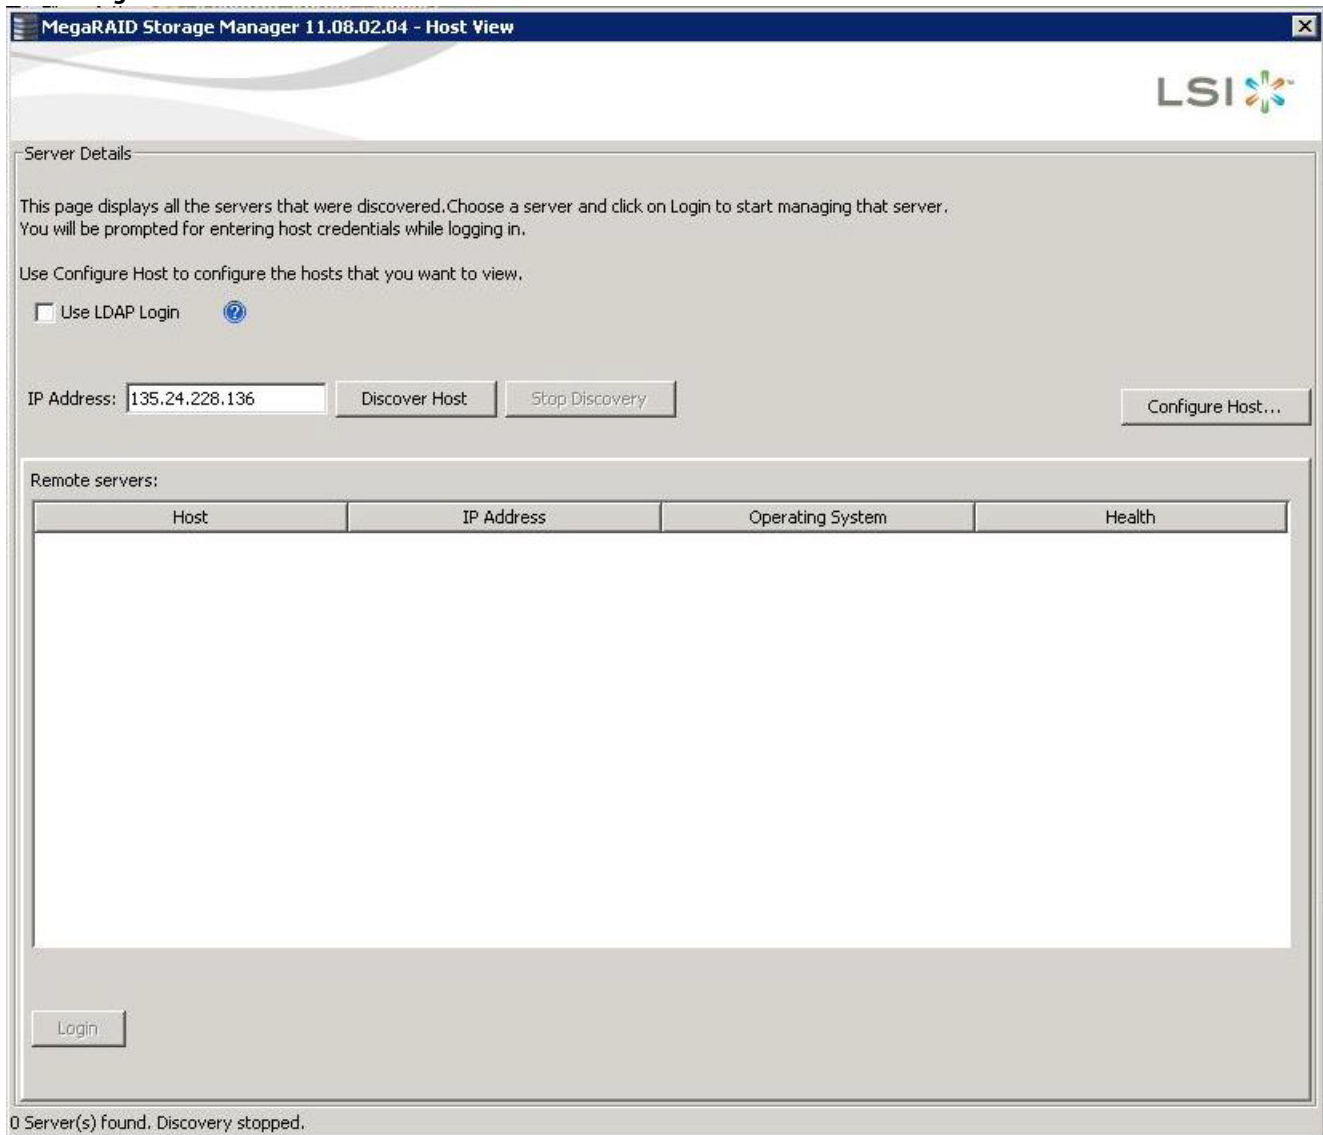 MegaRAID Storage Manager 11.08.02.04 - Host View
LSI
Server Details
This page displays all the servers that were discovered.Choose a server and click on Login to start managing that server.
You will be prompted for entering host credentials while logging in.
Use Configure Host to configure the hosts that you want to view.
Use LDAP Login
IP Address: 135.24.228.136 Discover Host Stop Discovery Configure Host...
Remote servers:
Host IP Address Operating System Health
Login
0 Server(s) found. Discovery stopped.